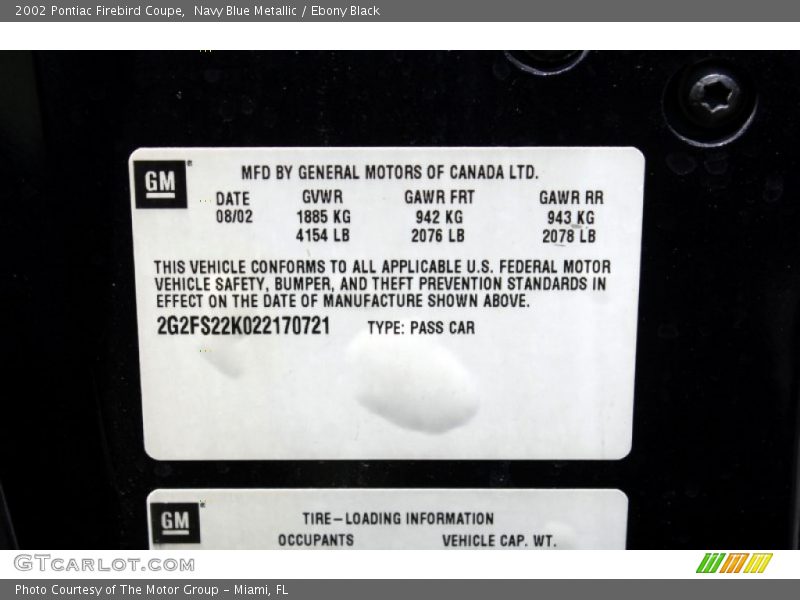 2002 Pontiac Firebird Coupe,  Navy Blue Metallic / Ebony Black
GM® MFD BY GENERAL MOTORS OF CANADA LTD.
DATE GVWR GAWR FRT GAWR RR
08/02 1885 KG 942 KG 943 KG
4154 LB 2076 LB 2078 LB
THIS VEHICLE CONFORMS TO ALL APPLICABLE U.S. FEDERAL MOTOR
VEHICLE SAFETY, BUMPER, AND THEFT PREVENTION STANDARDS IN
EFFECT ON THE DATE OF MANUFACTURE SHOWN ABOVE.
2G2FS22K022170721 TYPE: PASS CAR
GM® TIRE–LOADING INFORMATION
OCCUPANTS VEHICLE CAP. WT.
GTCARLOT.COM
Photo Courtesy of The Motor Group - Miami, FL